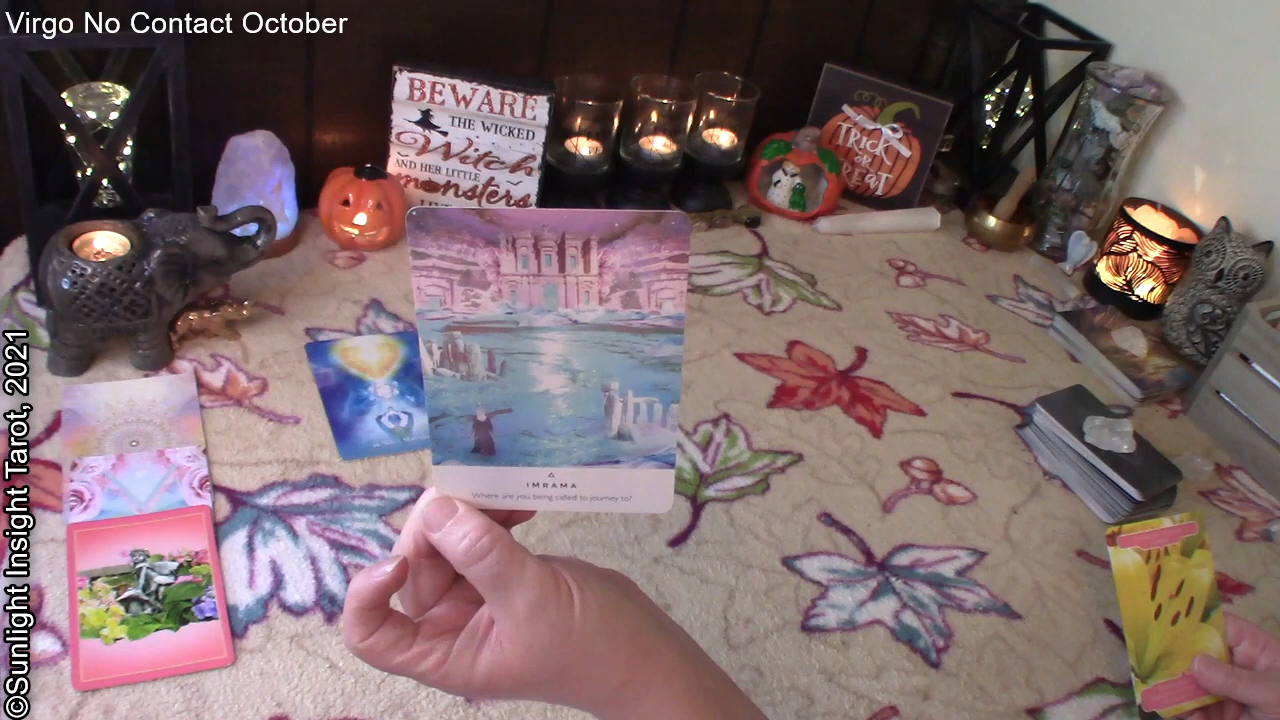 Virgo No Contact October
BEWARE
THE WICKED
Witch
AND HER LITTLE
monsters
TRICK
OR
TREAT
IMRAMA
Where are you being called to journey to?
©Sunlight Insight Tarot, 2021